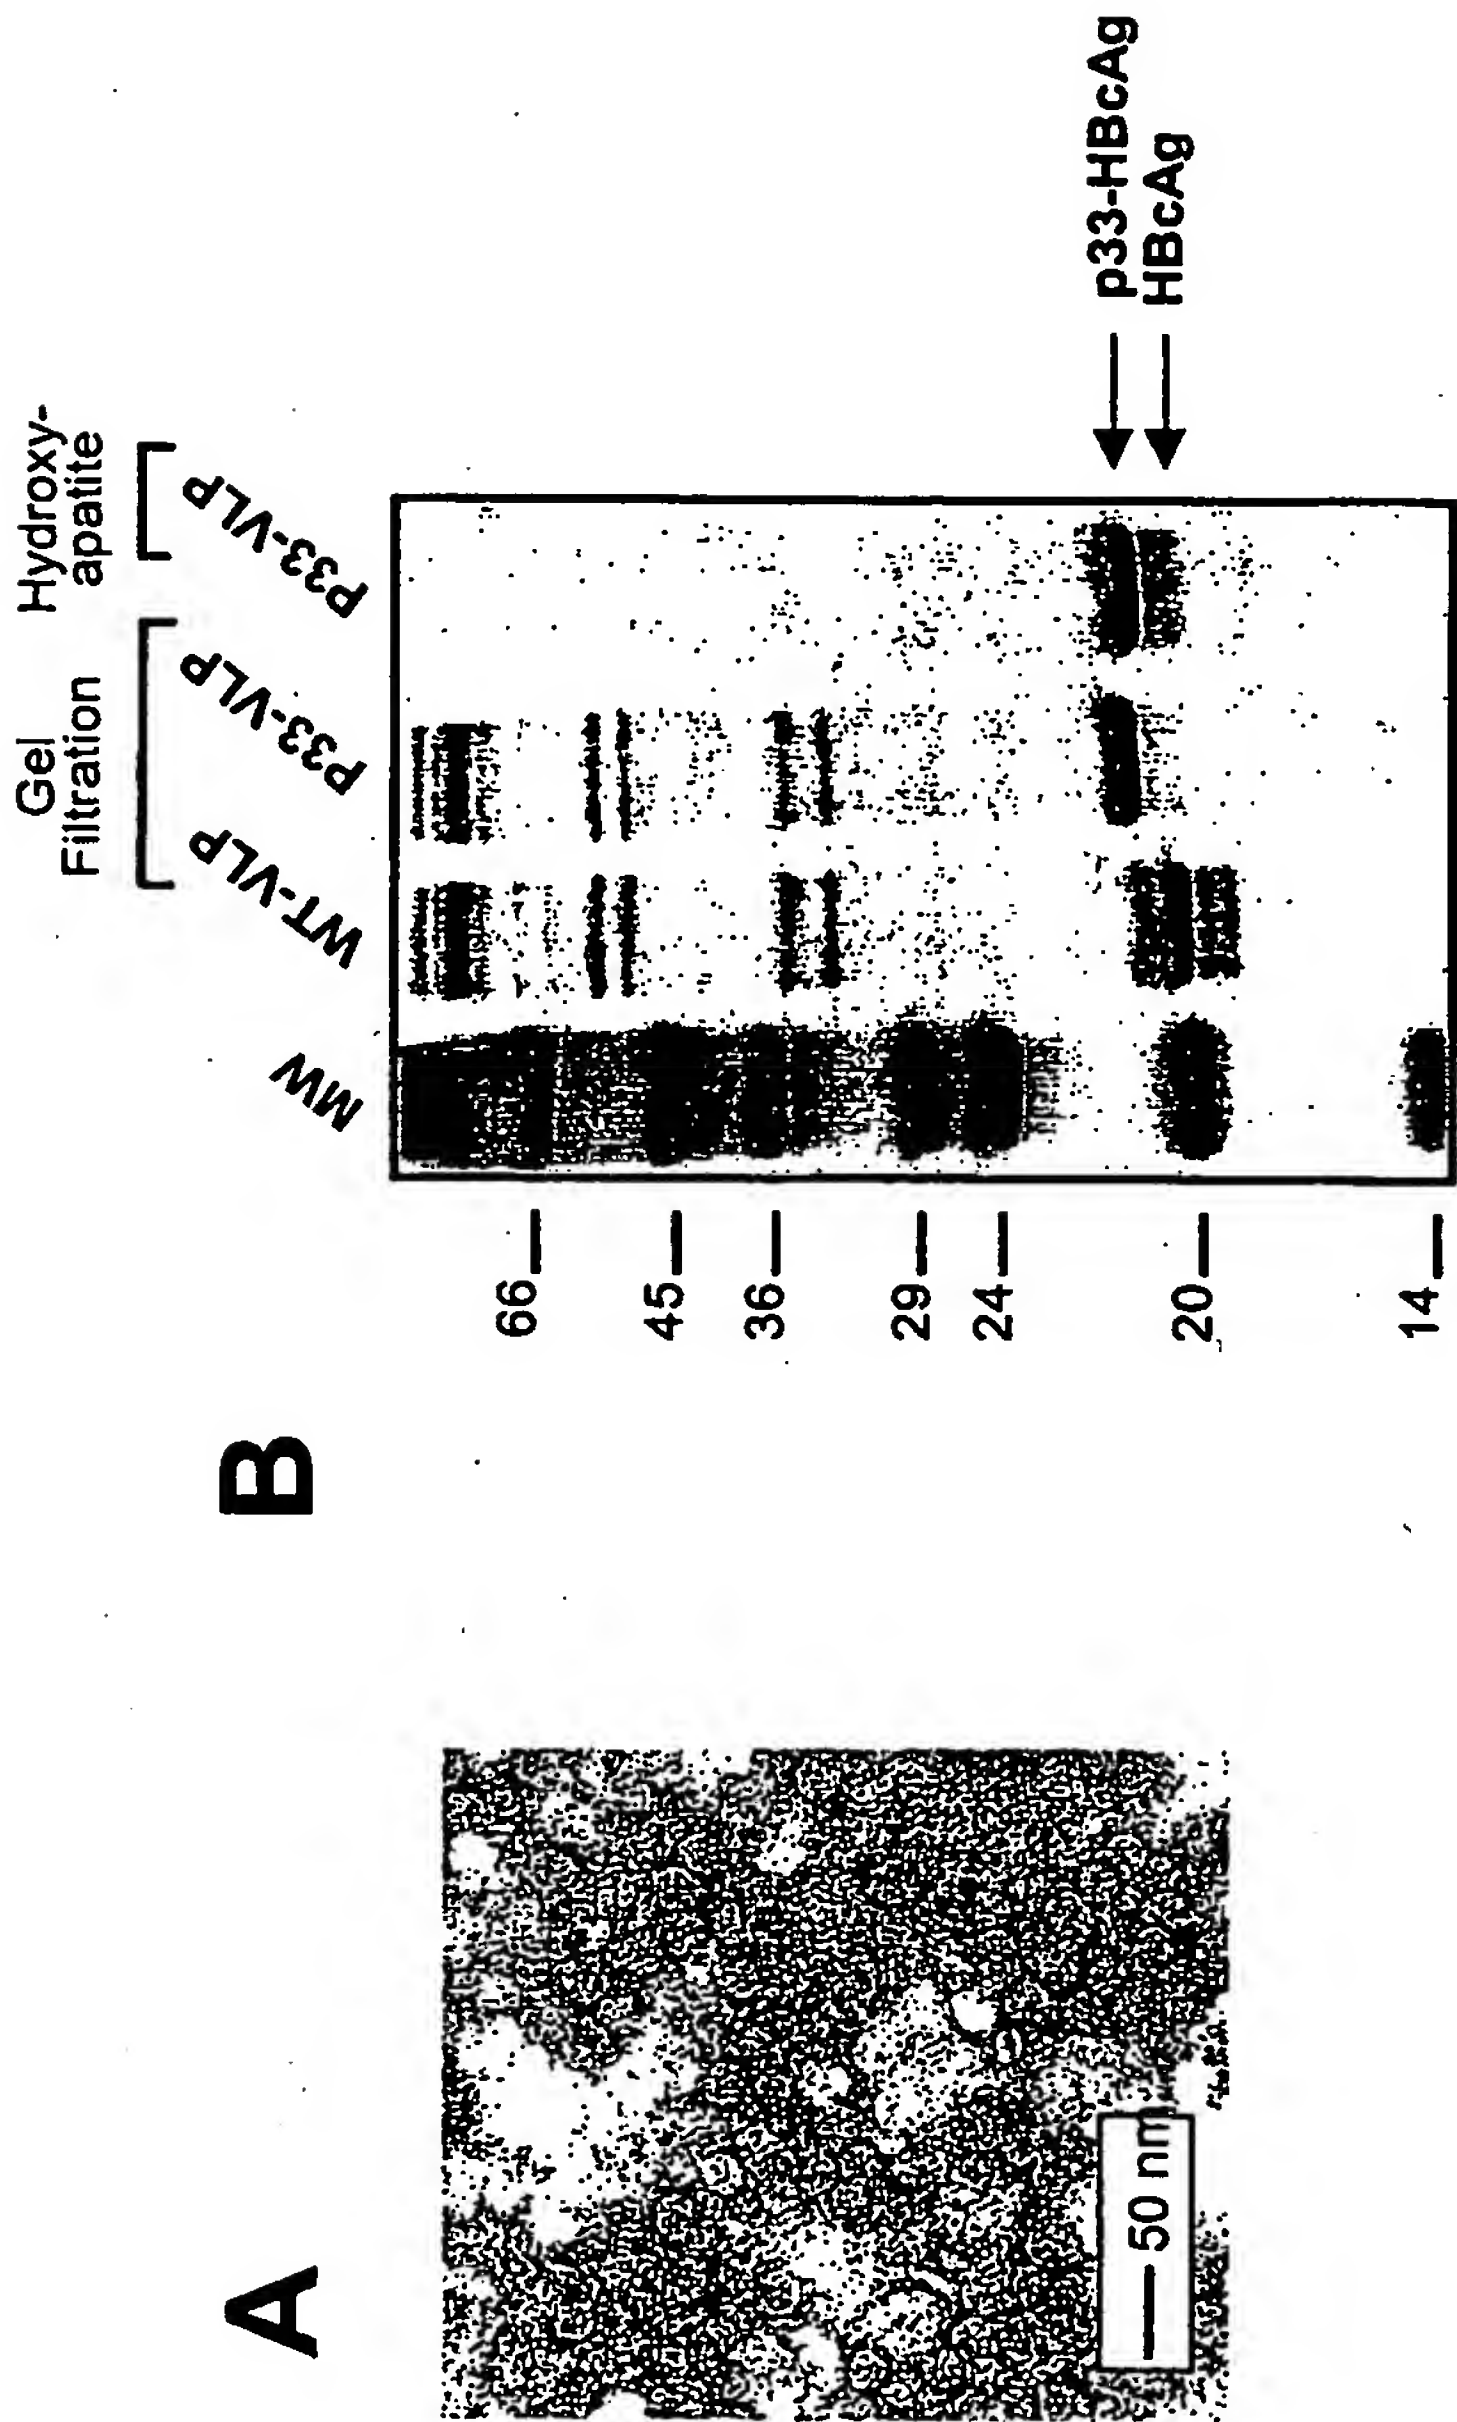 A
50 nm
B
Gel
Filtration
Hydroxy-
apatite
MW
WT-VLP
P33-VLP
P33-VLP
66
45
36
29
24
20
14
p33-HBcAg
HBcAg